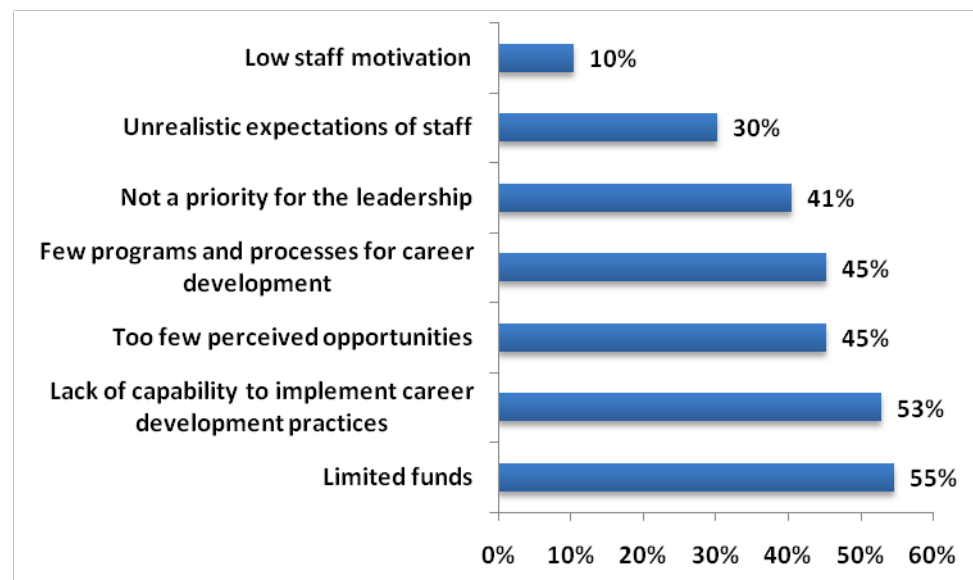 Low staff motivation
10%
Unrealistic expectations of staff
30%
Not a priority for the leadership
41%
Few programs and processes for career
development
45%
Too few perceived opportunities
45%
Lack of capability to implement career
development practices
53%
Limited funds
55%
0% 10% 20% 30% 40% 50% 60%